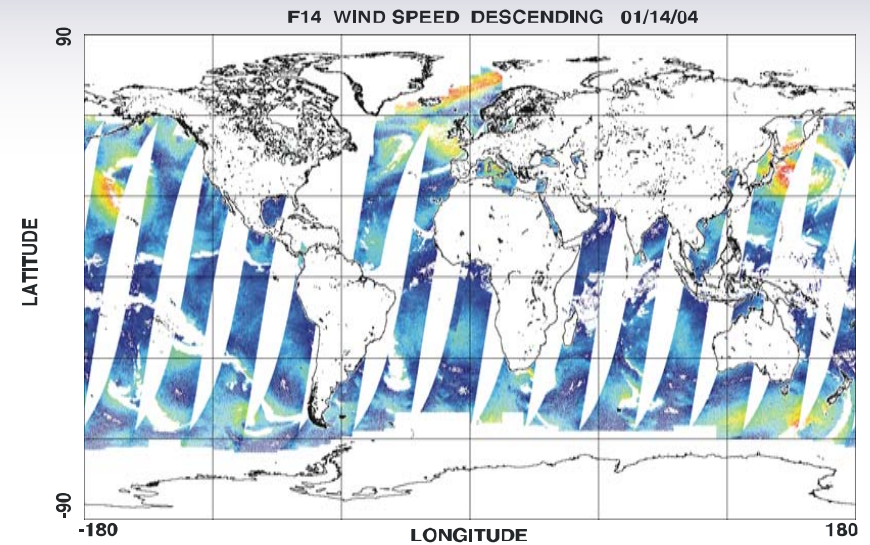 F14 WIND SPEED DESCENDING 01/14/04
90
LATITUDE
-90
-180
LONGITUDE
180